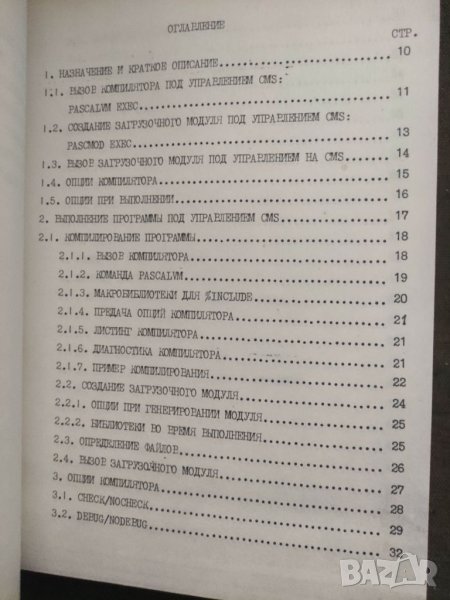 ОГЛАВЛЕНИЕ
СТР.
1. НАЗНАЧЕНИЕ И КРАТКОЕ ОПИСАНИЕ 10
1.1. ВЫЗОВ КОМПИЛЯТОРА ПОД УПРАВЛЕНИЕМ CMS:
PASCALVM EXEC 11
1.2. СОЗДАНИЕ ЗАГРУЗОЧНОГО МОДУЛЯ ПОД УПРАВЛЕНИЕМ CMS:
PASCMOD EXEC 13
1.3. ВЫЗОВ ЗАГРУЗОЧНОГО МОДУЛЯ ПОД УПРАВЛЕНИЕМ НА CMS 14
1.4. ОПЦИИ КОМПИЛЯТОРА 15
1.5. ОПЦИИ ПРИ ВЫПОЛНЕНИИ 16
2. ВЫПОЛНЕНИЕ ПРОГРАММЫ ПОД УПРАВЛЕНИЕМ CMS 17
2.1. КОМПИЛИРОВАНИЕ ПРОГРАММЫ 18
2.1.1. ВЫЗОВ КОМПИЛЯТОРА 18
2.1.2. КОМАНДА PASCALVM 19
2.1.3. МАКРОБИБЛИОТЕКИ ДЛЯ %INCLUDE 20
2.1.4. ПРЕДАЧА ОПЦИЙ КОМПИЛЯТОРА 21
2.1.5. ЛИСТИНГ КОМПИЛЯТОРА 21
2.1.6. ДИАГНОСТИКА КОМПИЛЯТОРА 21
2.1.7. ПРИМЕР КОМПИЛИРОВАНИЯ 22
2.2. СОЗДАНИЕ ЗАГРУЗОЧНОГО МОДУЛЯ 24
2.2.1. ОПЦИИ ПРИ ГЕНЕРИРОВАНИИ МОДУЛЯ 25
2.2.2. БИБЛИОТЕКИ ВО ВРЕМЯ ВЫПОЛНЕНИЯ 25
2.3. ОПРЕДЕЛЕНИЕ ФАЙЛОВ 26
2.4. ВЫЗОВ ЗАГРУЗОЧНОГО МОДУЛЯ 27
3. ОПЦИИ КОМПИЛЯТОРА 28
3.1. CHECK/NOCHECK 29
3.2. DEBUG/NODEBUG 32
BAZAR